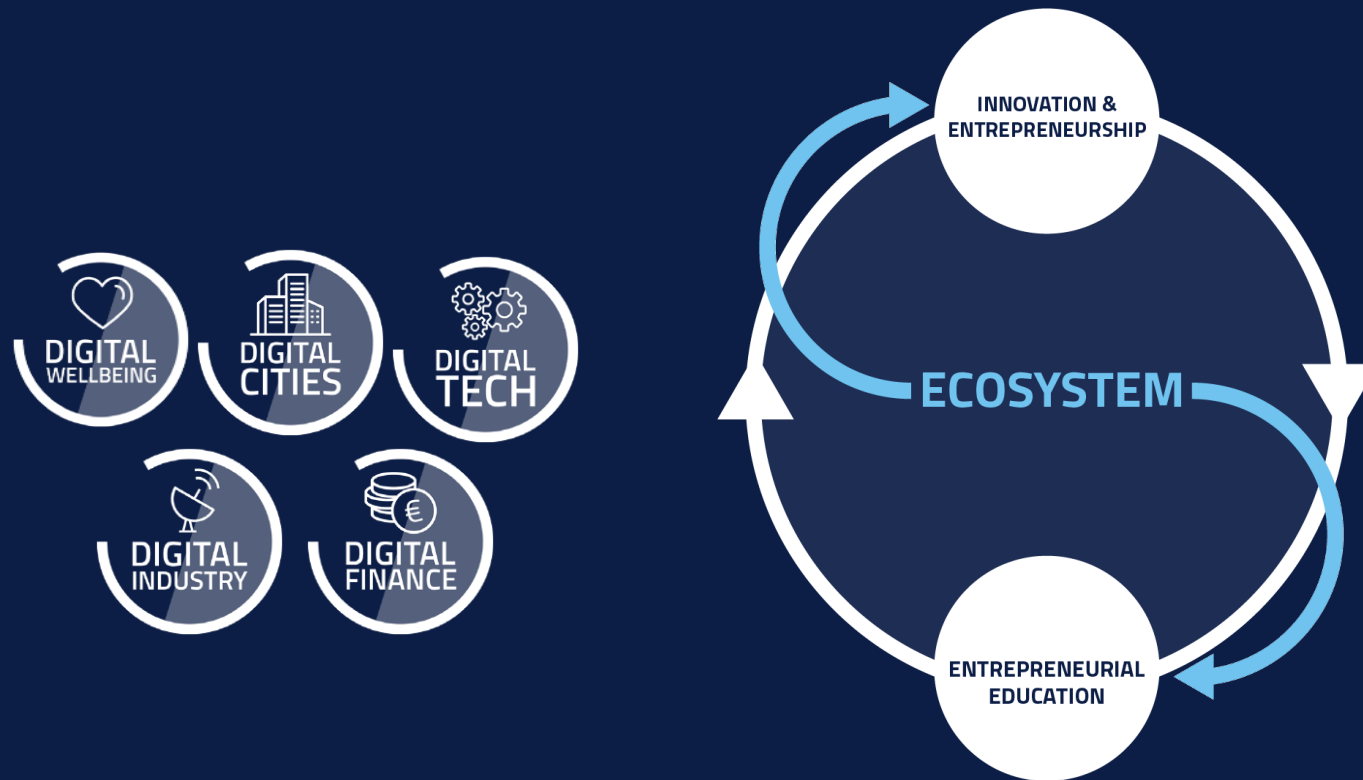 DIGITAL
WELLBEING
DIGITAL
CITIES
DIGITAL
TECH
DIGITAL
INDUSTRY
€
DIGITAL
FINANCE
INNOVATION &
ENTREPRENEURSHIP
ECOSYSTEM
ENTREPRENEURIAL
EDUCATION